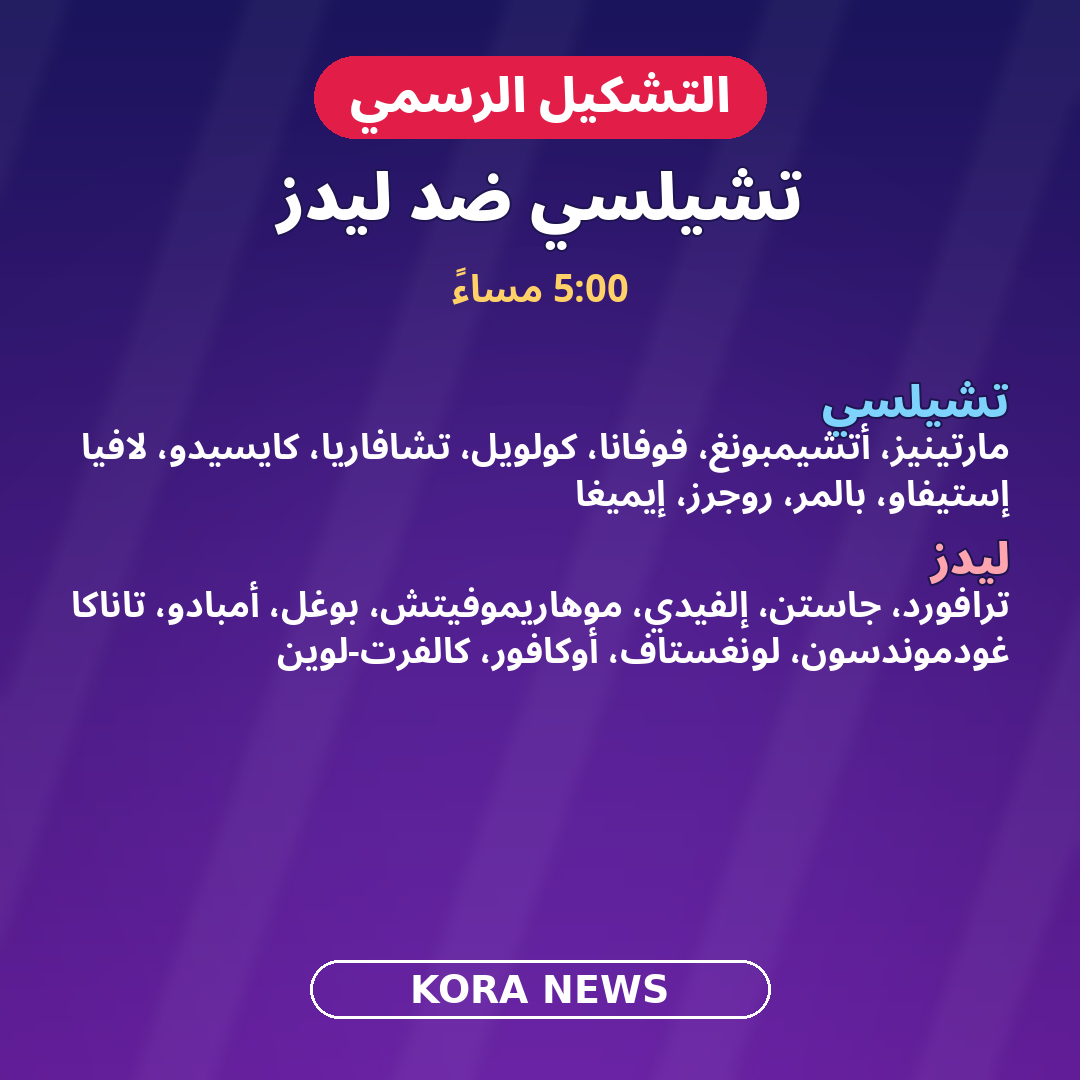 التشكيل الرسمي
تشيلسي ضد ليدز
5:00 مساءً
تشيلسي
مارتينيز، أتشيمبونغ، فوفانا، كولويل، تشافاريا، كايسيدو، لافيا
إستيفاو، بالمر، روجرز، إيميغا
ليدز
ترافورد، جاستن، إلفيدي، موهاريموفيتش، بوغل، أمبادو، تاناكا
غودموندسون، لونغستاف، أوكافور، كالفرت-لوين
KORA NEWS